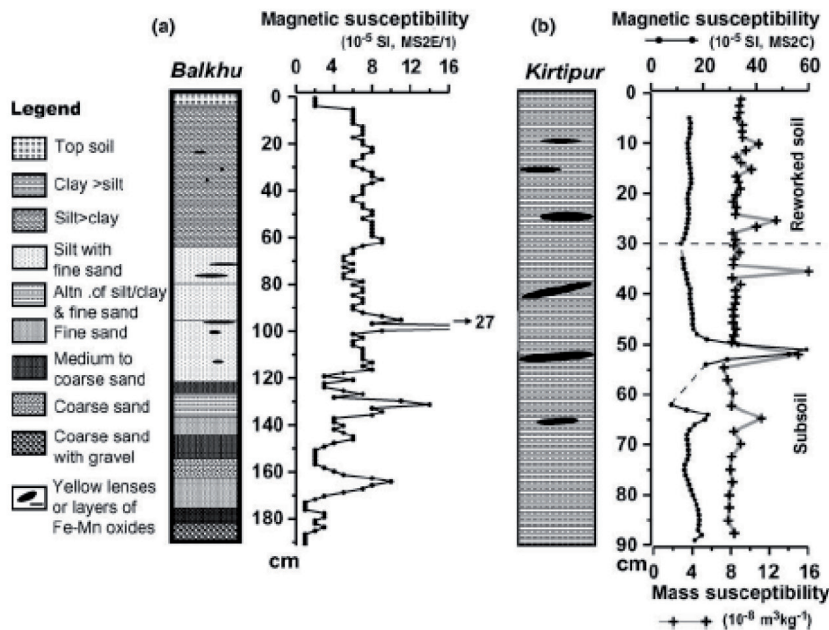 (a)
Magnetic susceptibility
(10⁻⁵ SI, MS2E/1)
Balkhu
0 4 8 12 16
Legend
Top soil
Clay >silt
Silt>clay
Silt with
fine sand
Altn .of silt/clay
& fine sand
Fine sand
Medium to
coarse sand
Coarse sand
Coarse sand
with gravel
Yellow lenses
or layers of
Fe-Mn oxides
0
20
40
60
80
100
120
140
160
180
cm
27
(b)
Magnetic susceptibility
(10⁻⁵ SI, MS2C)
Kirtipur
0 20 40 60
0
10
20
30
40
50
60
70
80
90
cm
Reworked soil
Subsoil
0 4 8 12 16
Mass susceptibility
(10⁻⁸ m³kg⁻¹)